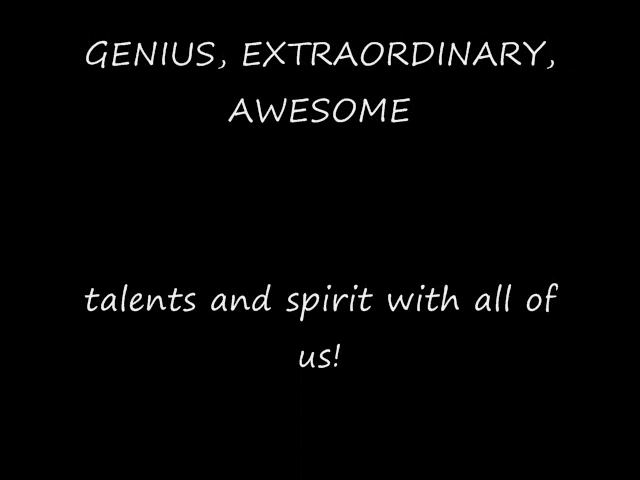 GENIUS, EXTRAORDINARY,
AWESOME
talents and spirit with all of
us!